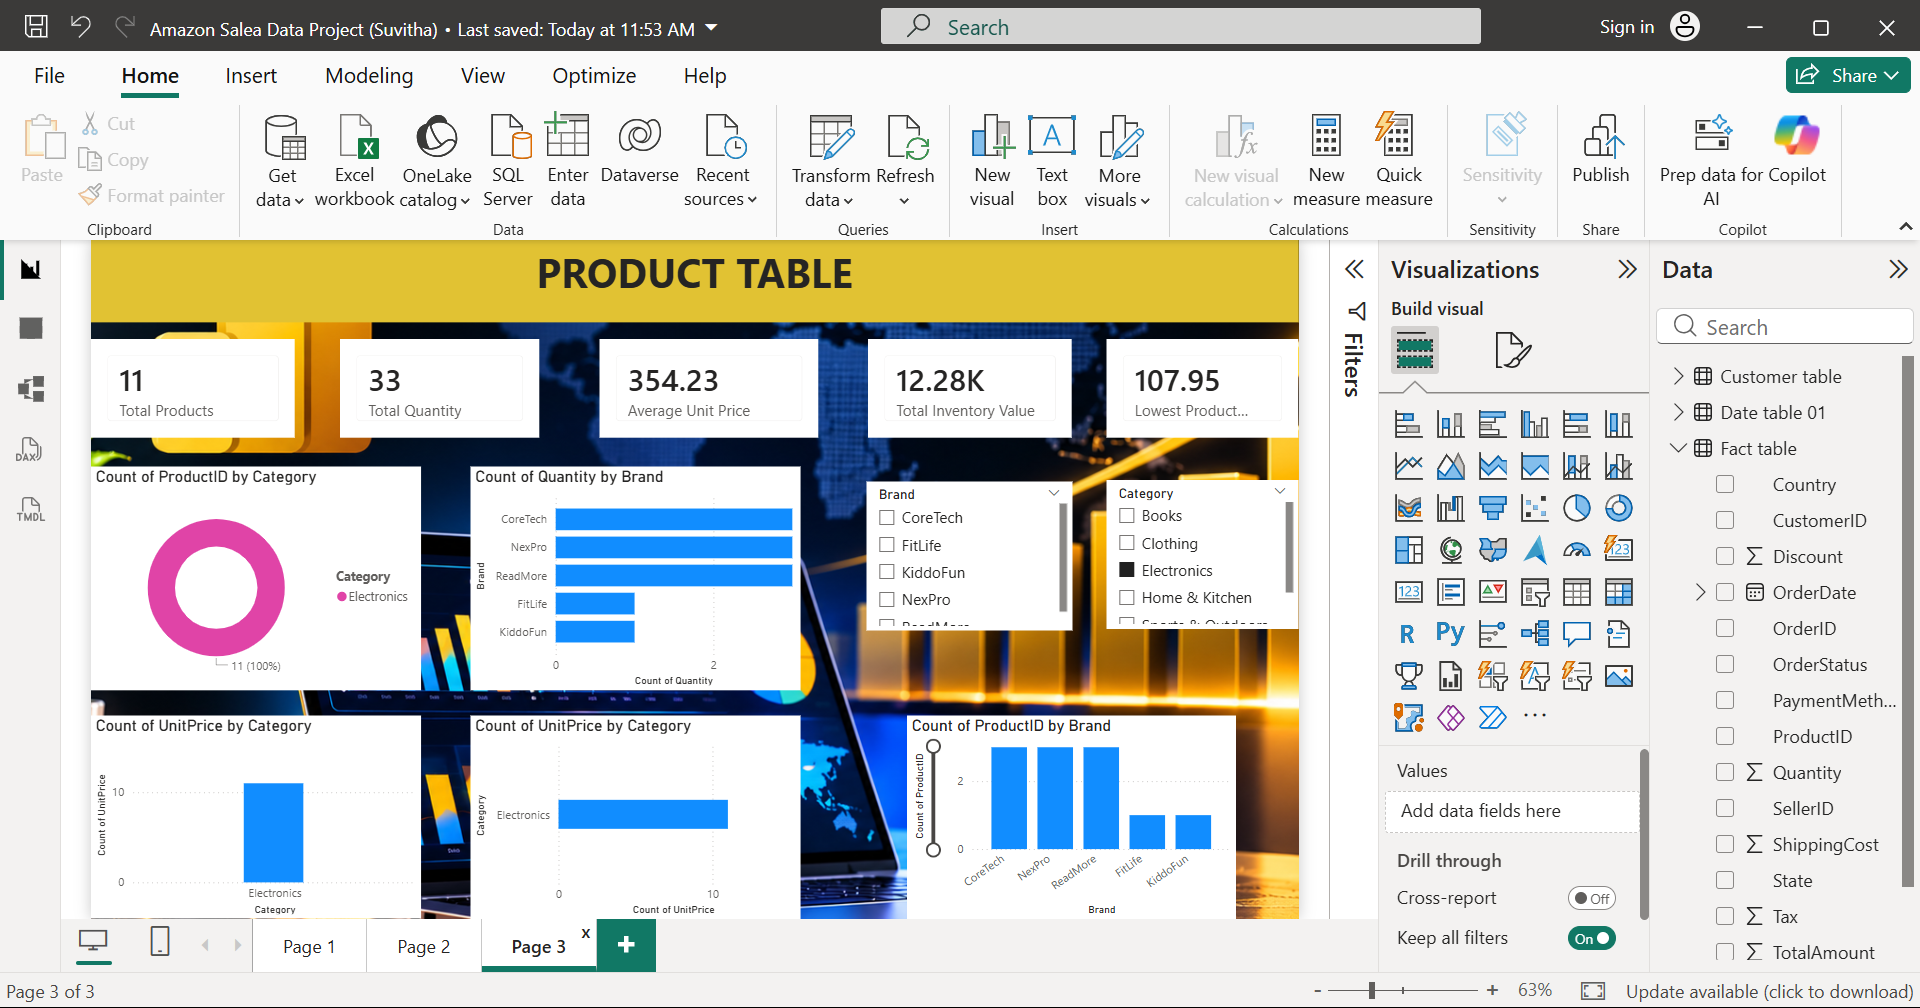 Amazon Salea Data Project (Suvitha) • Last saved: Today at 11:53 AM
Search
Sign in
File
Home
Insert
Modeling
View
Optimize
Help
Share
Paste
Cut
Copy
Format painter
Clipboard
Get data
Excel workbook
OneLake catalog
SQL Server
Enter data
Dataverse
Recent sources
Data
Transform data
Refresh
Queries
New visual
Text box
More visuals
Insert
New visual calculation
New measure
Quick measure
Calculations
Sensitivity
Sensitivity
Publish
Share
Prep data for AI
Copilot
Copilot
DAX
TMDL
PRODUCT TABLE
11
Total Products
33
Total Quantity
354.23
Average Unit Price
12.28K
Total Inventory Value
107.95
Lowest Product...
Count of ProductID by Category
Category
Electronics
11 (100%)
Count of Quantity by Brand
Brand
CoreTech
NexPro
ReadMore
FitLife
KiddoFun
0
2
Count of Quantity
Brand
CoreTech
FitLife
KiddoFun
NexPro
Category
Books
Clothing
Electronics
Home & Kitchen
Count of UnitPrice by Category
Count of UnitPrice
10
0
Electronics
Category
Count of UnitPrice by Category
Category
Electronics
0
10
Count of UnitPrice
Count of ProductID by Brand
Count of ProductID
2
0
CoreTech
NexPro
ReadMore
FitLife
KiddoFun
Brand
Filters
Visualizations
Build visual
123
123
R
Py
Values
Add data fields here
Drill through
Cross-report
Off
Keep all filters
On
Data
Search
Customer table
Date table 01
Fact table
Country
CustomerID
Discount
OrderDate
OrderID
OrderStatus
PaymentMeth...
ProductID
Quantity
SellerID
ShippingCost
State
Tax
TotalAmount
Page 1
Page 2
Page 3
x
+
Page 3 of 3
-
+
63%
Update available (click to download)